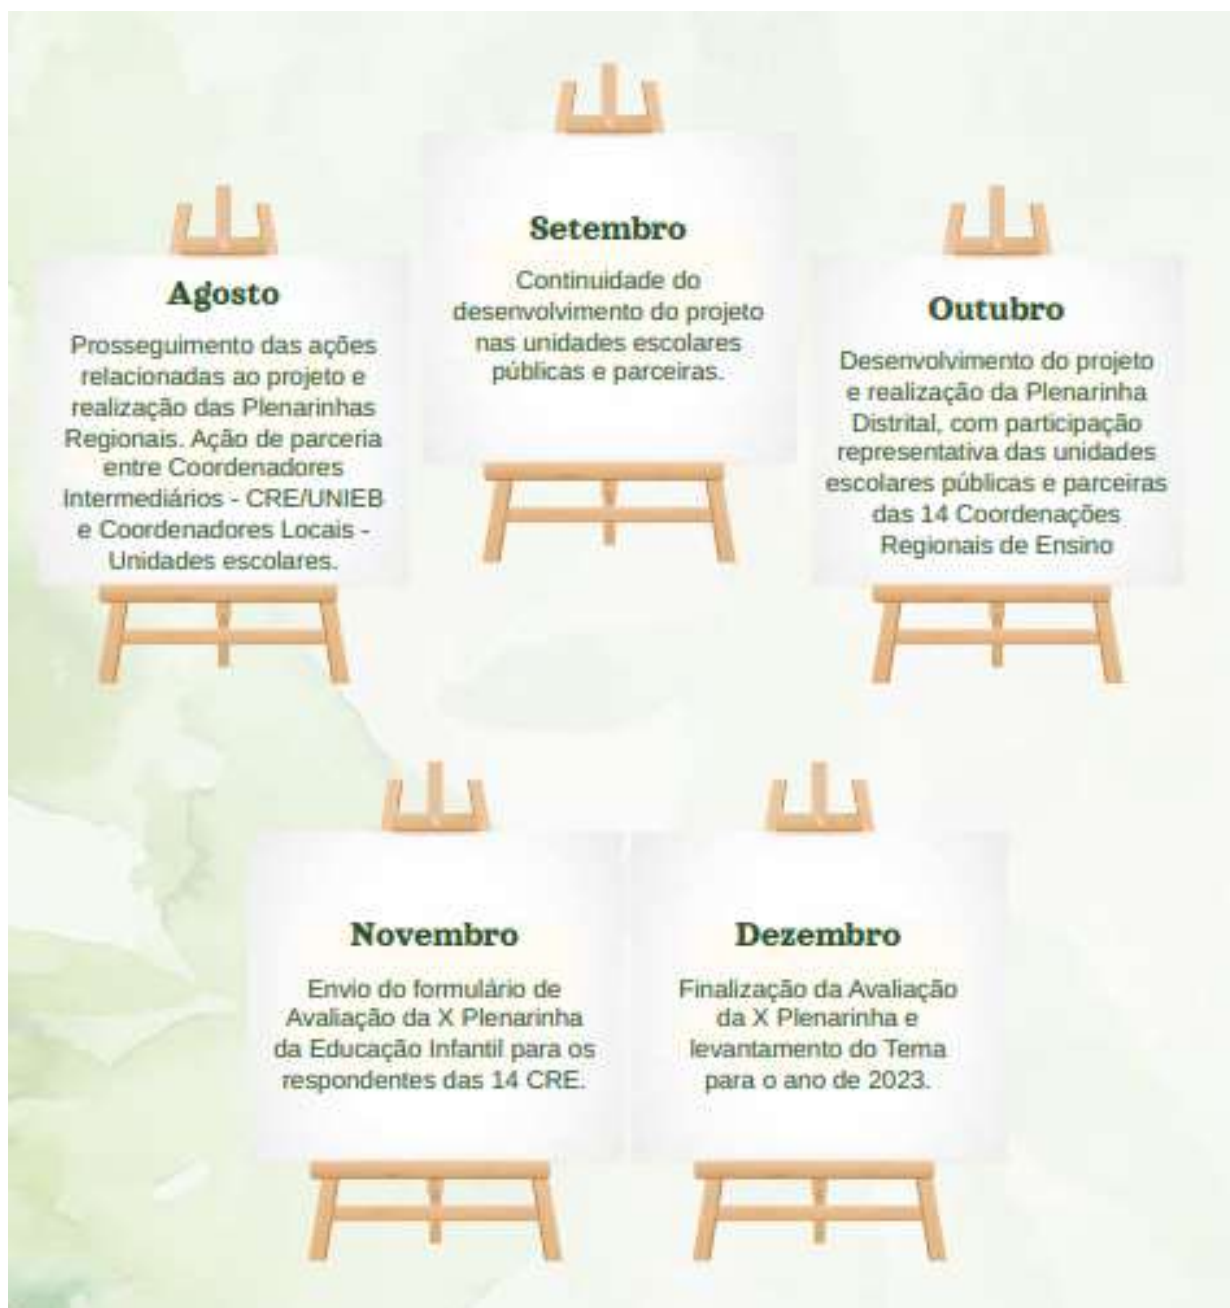 Agosto
Prosseguimento das ações
relacionadas ao projeto e
realização das Plenarinhas
Regionais. Ação de parceria
entre Coordenadores
Intermediários - CRE/UNIEB
e Coordenadores Locais -
Unidades escolares.
Setembro
Continuidade do
desenvolvimento do projeto
nas unidades escolares
públicas e parceiras.
Outubro
Desenvolvimento do projeto
e realização da Plenarinha
Distrital, com participação
representativa das unidades
escolares públicas e parceiras
das 14 Coordenações
Regionais de Ensino
Novembro
Envio do formulário de
Avaliação da X Plenarinha
da Educação Infantil para os
respondentes das 14 CRE.
Dezembro
Finalização da Avaliação
da X Plenarinha e
levantamento do Tema
para o ano de 2023.